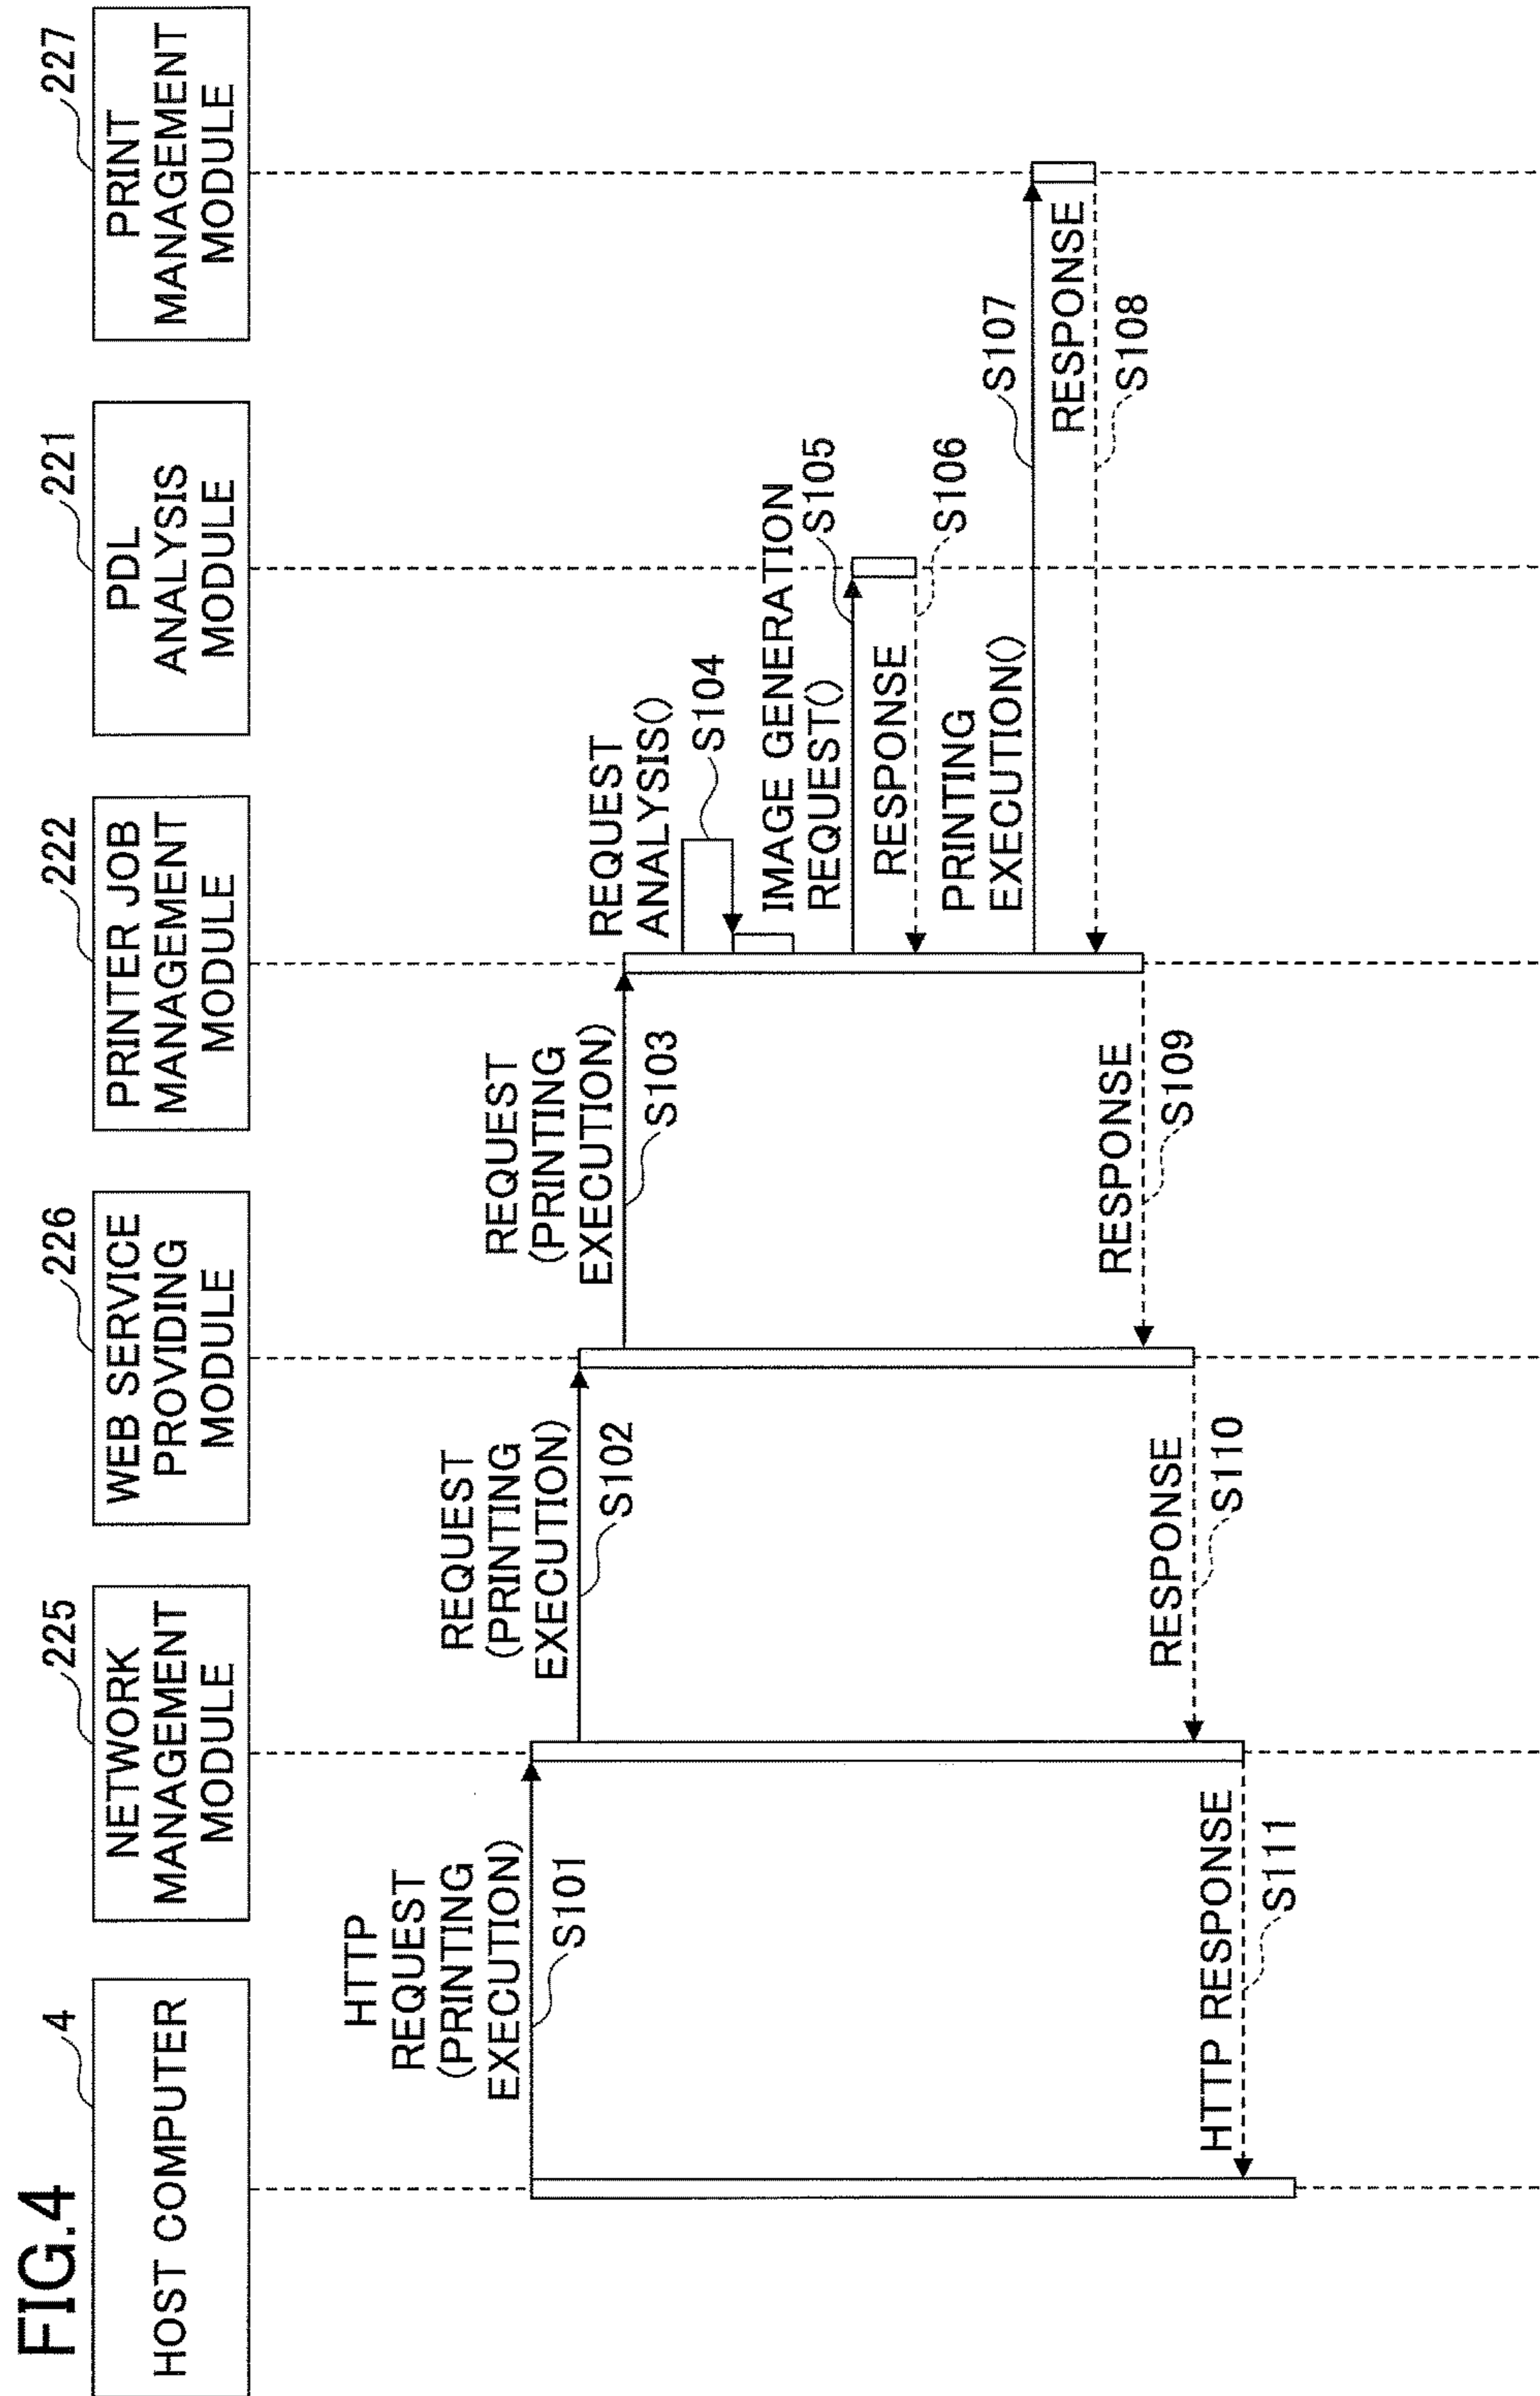 FIG.4
4
HOST COMPUTER
225
NETWORK
MANAGEMENT
MODULE
226
WEB SERVICE
PROVIDING
MODULE
222
PRINTER JOB
MANAGEMENT
MODULE
221
PDL
ANALYSIS
MODULE
227
PRINT
MANAGEMENT
MODULE
HTTP
REQUEST
(PRINTING
EXECUTION)
S101
REQUEST
(PRINTING
EXECUTION)
S102
REQUEST
(PRINTING
EXECUTION)
S103
REQUEST
ANALYSIS()
S104
IMAGE GENERATION
REQUEST()
S105
RESPONSE
S106
PRINTING
EXECUTION()
S107
RESPONSE
S108
RESPONSE
S109
RESPONSE
S110
HTTP RESPONSE
S111